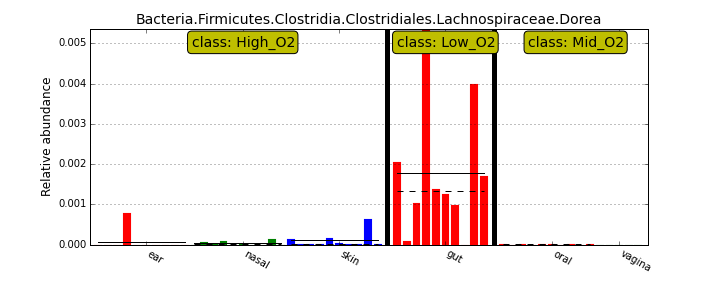 Bacteria.Firmicutes.Clostridia.Clostridiales.Lachnospiraceae.Dorea
class: High_O2 class: Low_O2 class: Mid_O2
Relative abundance
0.005
0.004
0.003
0.002
0.001
0.000
ear nasal skin gut oral vagina